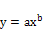 y = ax^b